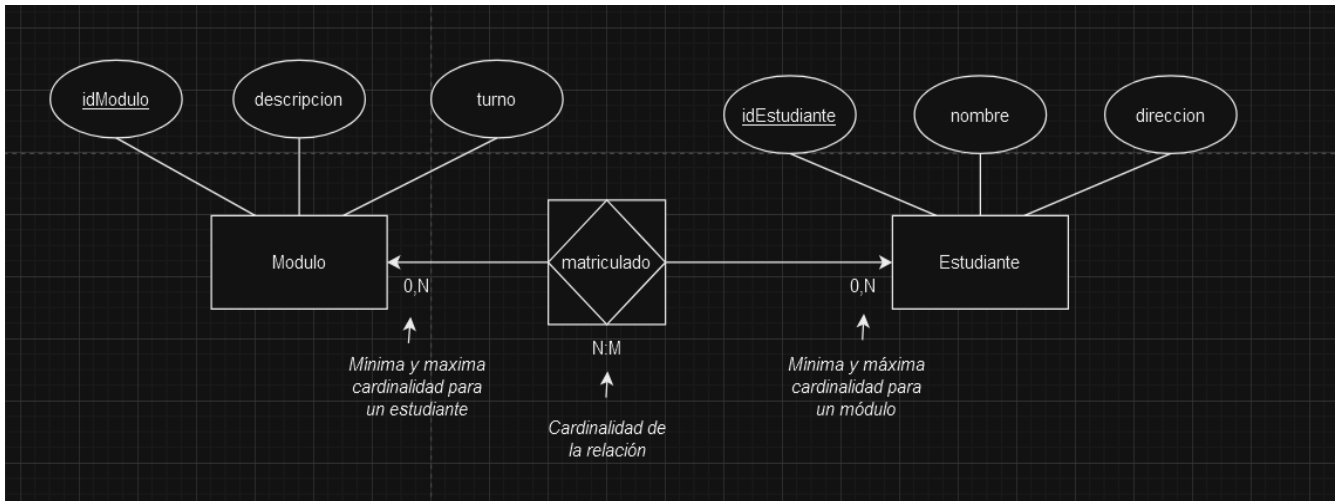 idModulo
descripcion
turno
idEstudiante
nombre
direccion
Modulo
matriculado
Estudiante
0,N
0,N
N:M
Mínima y maxima
cardinalidad para
un estudiante
Cardinalidad de
la relación
Mínima y máxima
cardinalidad para
un módulo